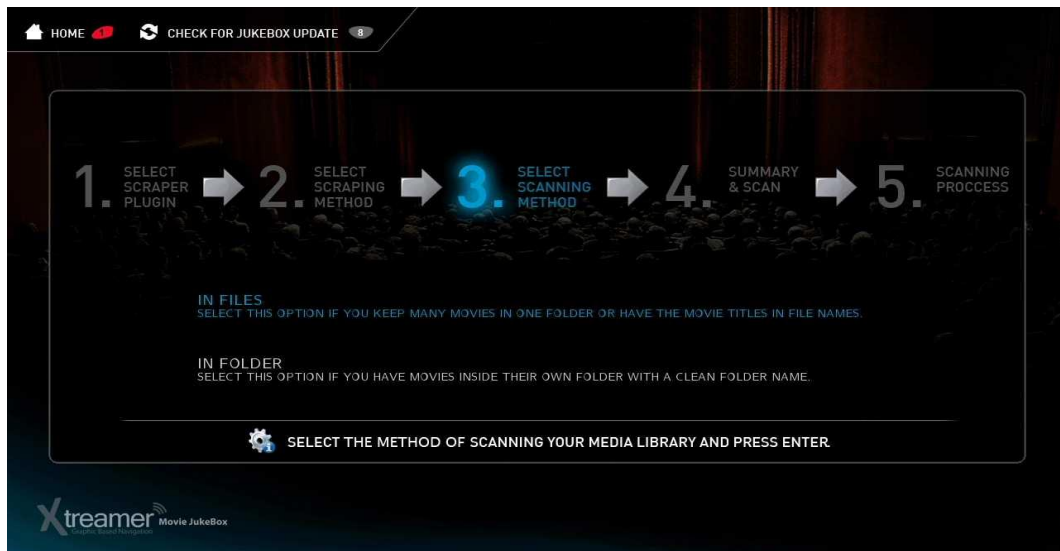 HOME 1 CHECK FOR JUKEBOX UPDATE 8
1. SELECT SCRAPER PLUGIN
2. SELECT SCRAPING METHOD
3. SELECT SCANNING METHOD
4. SUMMARY & SCAN
5. SCANNING PROCCESS
IN FILES
SELECT THIS OPTION IF YOU KEEP MANY MOVIES IN ONE FOLDER OR HAVE THE MOVIE TITLES IN FILE NAMES.
IN FOLDER
SELECT THIS OPTION IF YOU HAVE MOVIES INSIDE THEIR OWN FOLDER WITH A CLEAN FOLDER NAME.
SELECT THE METHOD OF SCANNING YOUR MEDIA LIBRARY AND PRESS ENTER.
Xtreamer Movie JukeBox
Graphic Based Navigation